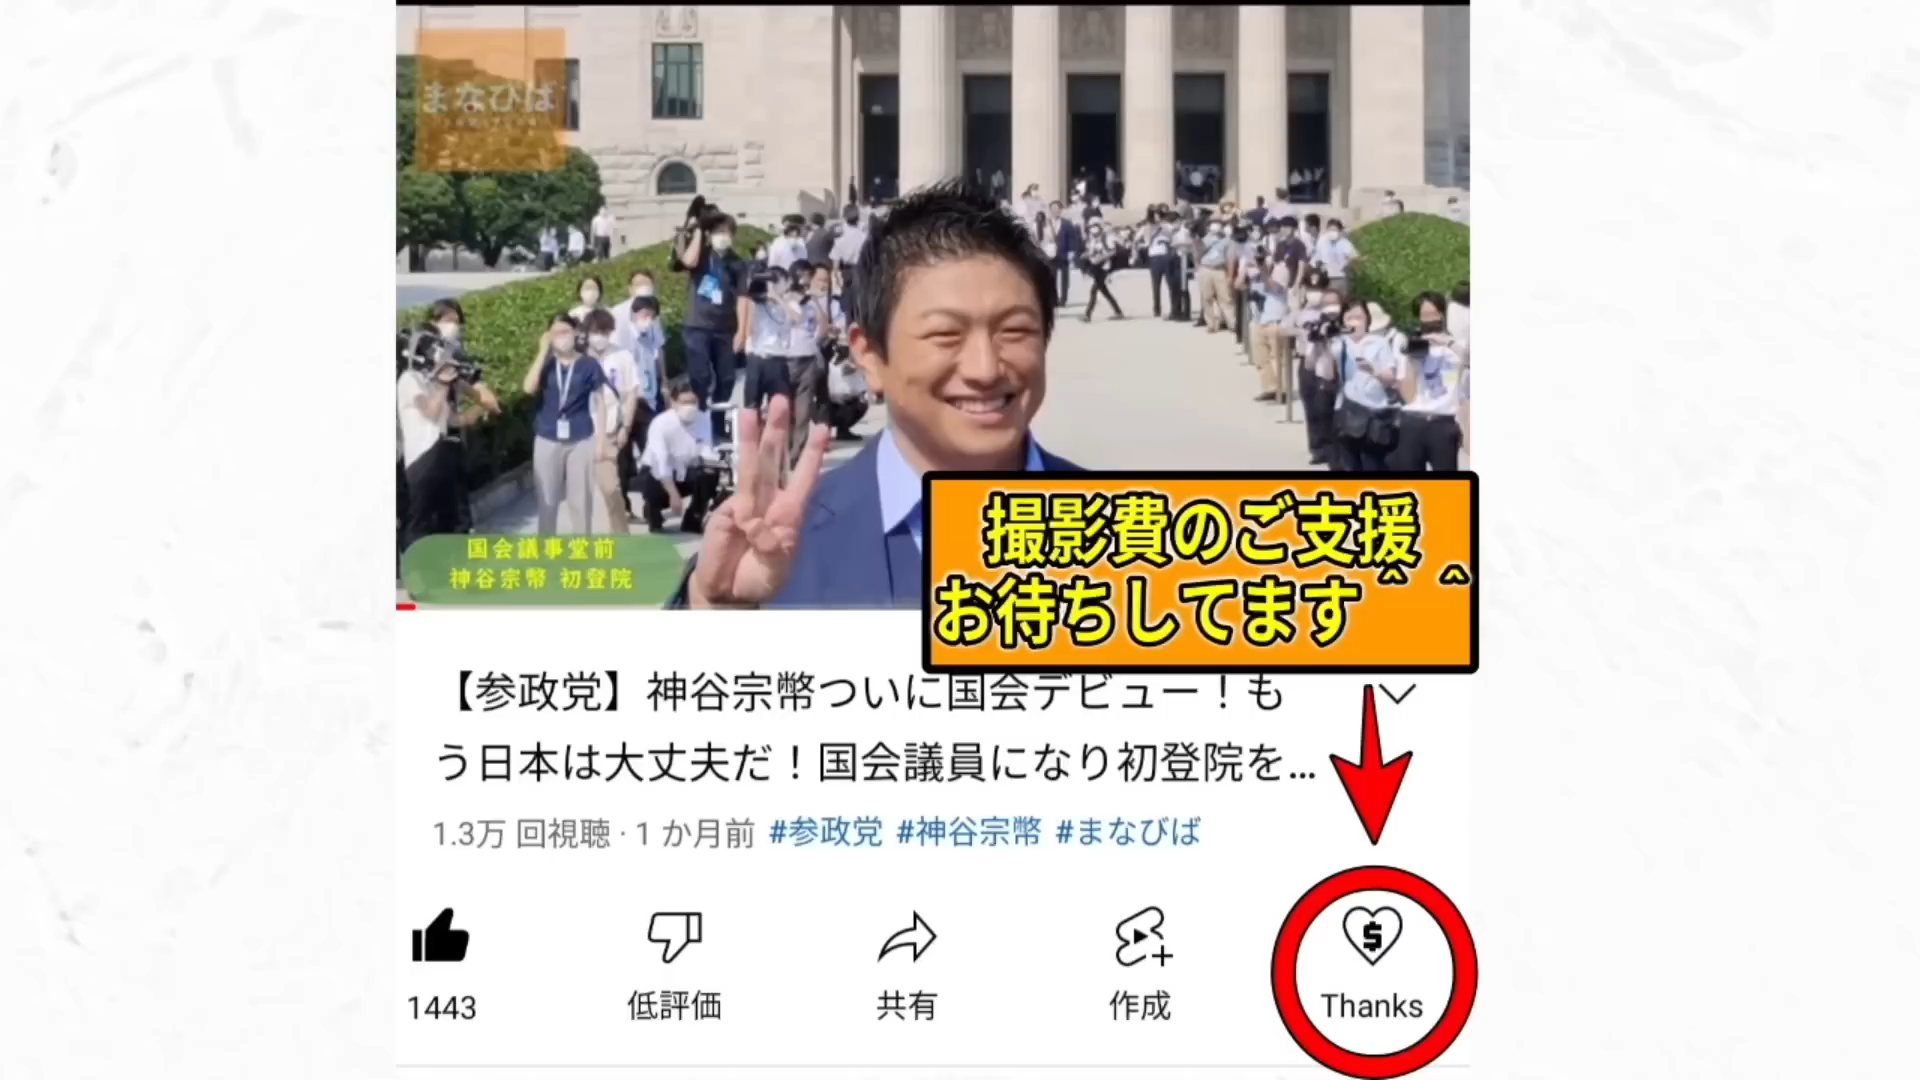 まなびば
国会議事堂前
神谷宗幣 初登院
撮影費のご支援
お待ちしてます^ ^
【参政党】神谷宗幣ついに国会デビュー！も
う日本は大丈夫だ！国会議員になり初登院を...
1.3万 回視聴 · 1 か月前 #参政党 #神谷宗幣 #まなびば
1443
低評価
共有
作成
Thanks